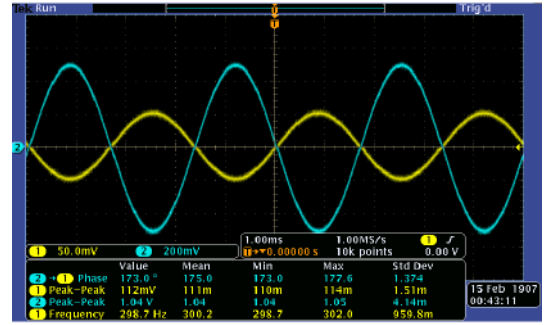 Tek Run Trig'd
T
2
1.00ms 1.00MS/s 1 ∫
1 50.0mV 2 200mV T→▾0.00000 s 10k points 0.00 V
Value Mean Min Max Std Dev
2 →1 Phase 173.0 ° 175.0 173.0 177.6 1.374
1 Peak-Peak 112mV 111m 110m 114m 1.51m
2 Peak-Peak 1.04 V 1.04 1.04 1.05 4.14m
1 Frequency 298.7 Hz 300.2 298.7 302.0 959.8m
15 Feb 1907
00:43:11